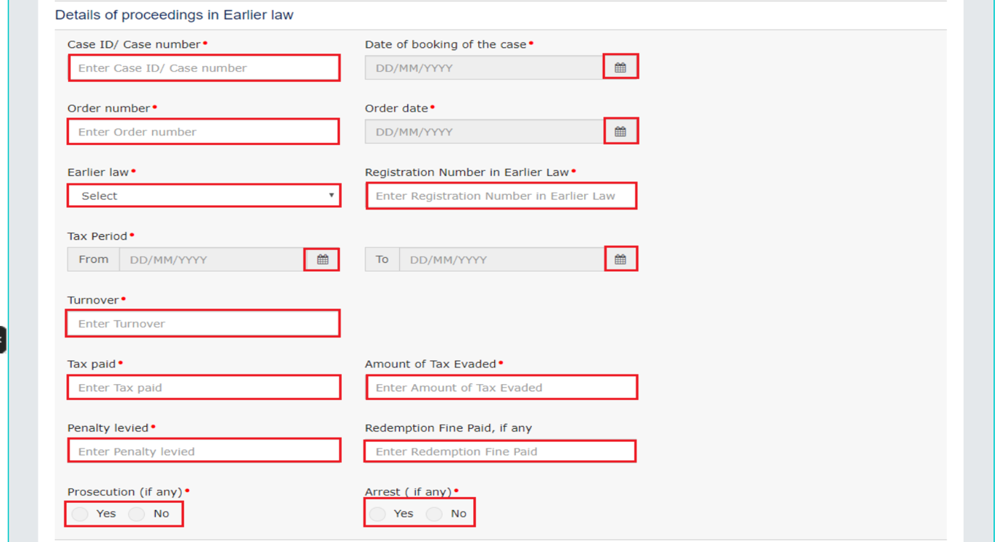 Details of proceedings in Earlier law
Case ID/ Case number• Date of booking of the case•
Enter Case ID/ Case number DD/MM/YYYY
Order number• Order date•
Enter Order number DD/MM/YYYY
Earlier law• Registration Number in Earlier Law•
Select Enter Registration Number in Earlier Law
Tax Period•
From DD/MM/YYYY To DD/MM/YYYY
Turnover•
Enter Turnover
Tax paid• Amount of Tax Evaded•
Enter Tax paid Enter Amount of Tax Evaded
Penalty levied• Redemption Fine Paid, if any
Enter Penalty levied Enter Redemption Fine Paid
Prosecution (if any)• Arrest ( if any)•
Yes No Yes No